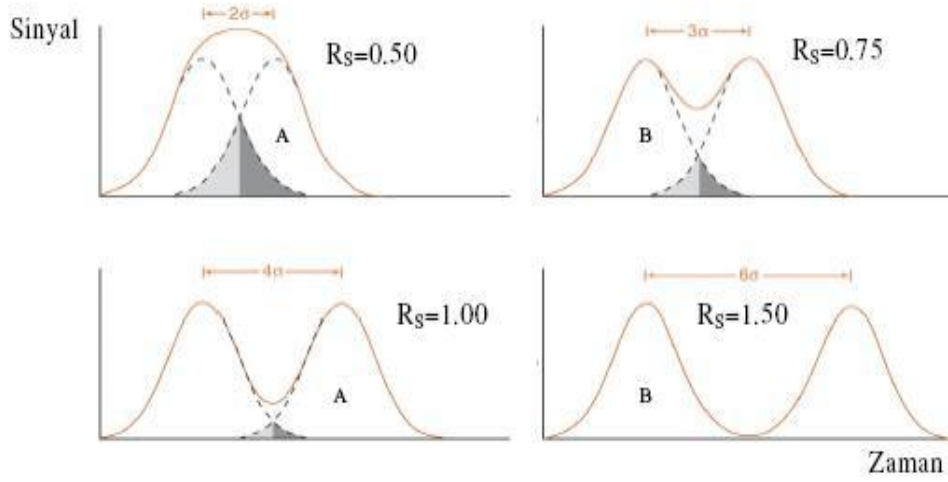 Sinyal
2σ
R_S=0.50
A
3σ
R_S=0.75
B
4σ
R_S=1.00
A
6σ
R_S=1.50
B
Zaman